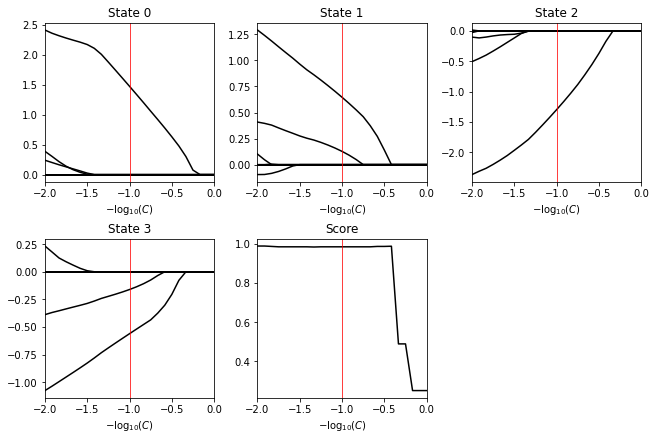 State 0
2.5
2.0
1.5
1.0
0.5
0.0
−2.0 −1.5 −1.0 −0.5 0.0
−log₁₀(C)
State 1
1.25
1.00
0.75
0.50
0.25
0.00
−2.0 −1.5 −1.0 −0.5 0.0
−log₁₀(C)
State 2
0.0
−0.5
−1.0
−1.5
−2.0
−2.0 −1.5 −1.0 −0.5 0.0
−log₁₀(C)
State 3
0.25
0.00
−0.25
−0.50
−0.75
−1.00
−2.0 −1.5 −1.0 −0.5 0.0
−log₁₀(C)
Score
1.0
0.8
0.6
0.4
−2.0 −1.5 −1.0 −0.5 0.0
−log₁₀(C)